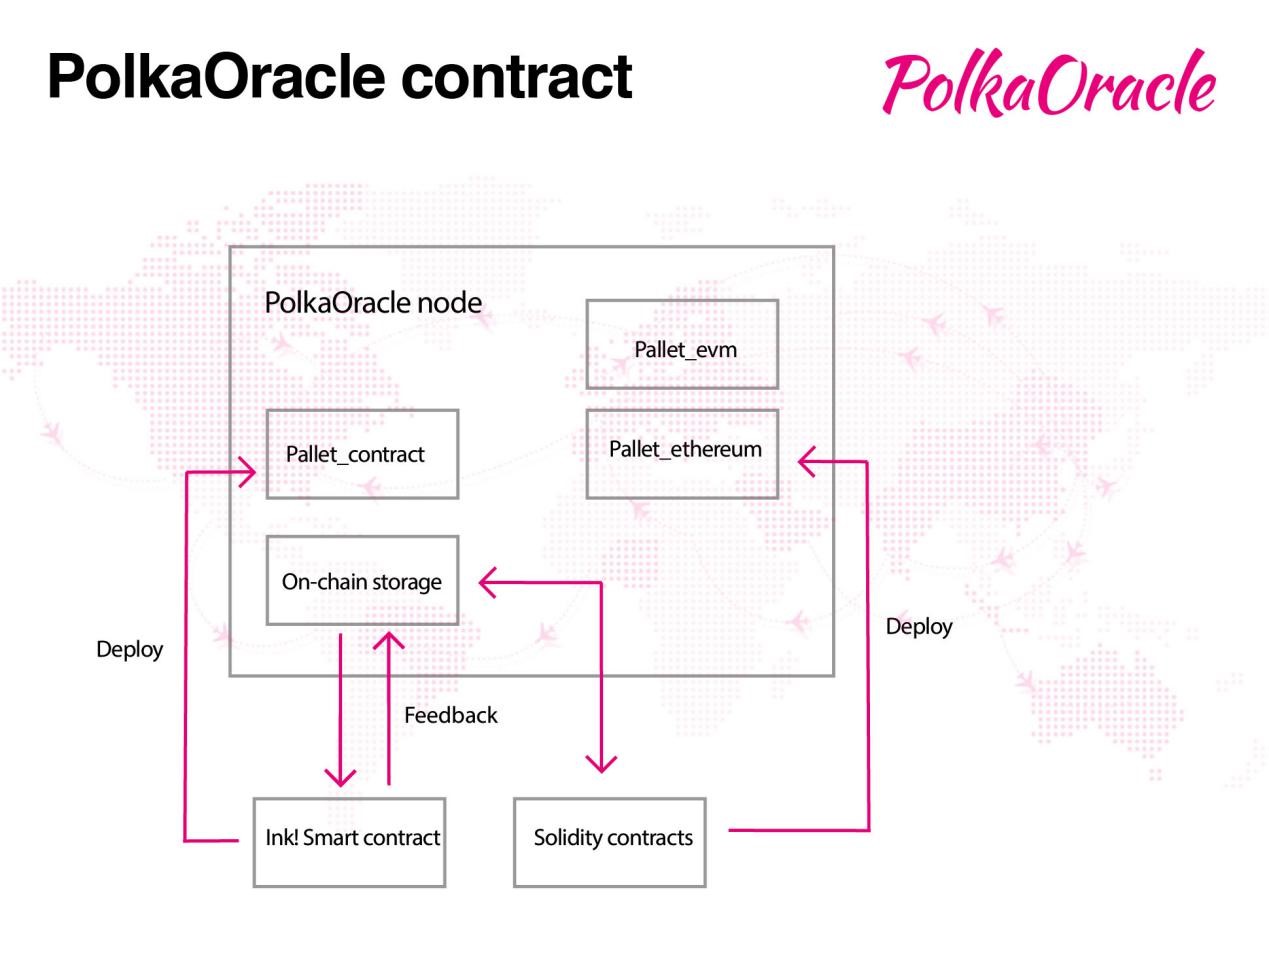 PolkaOracle contract
PolkaOracle
PolkaOracle node
Pallet_evm
Pallet_contract
Pallet_ethereum
On-chain storage
Deploy
Deploy
Feedback
Ink! Smart contract
Solidity contracts